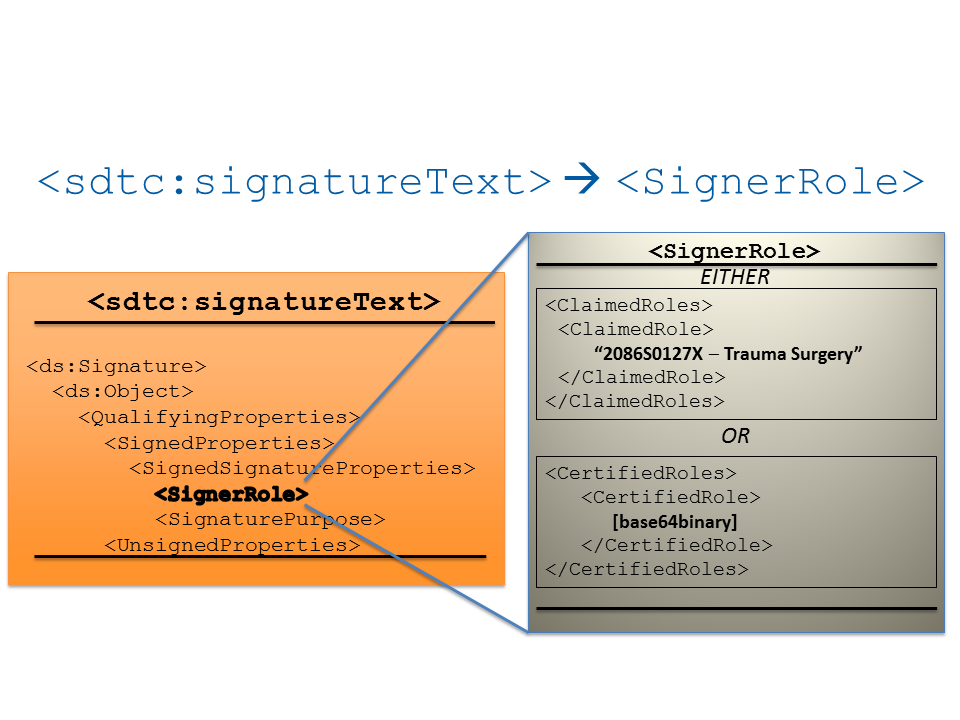 <sdtc:signatureText> → <SignerRole>
<sdtc:signatureText>
<ds:Signature>
<ds:Object>
<QualifyingProperties>
<SignedProperties>
<SignedSignatureProperties>
<SignerRole>
<SignaturePurpose>
<UnsignedProperties>
<SignerRole>
EITHER
<ClaimedRoles>
<ClaimedRole>
“2086S0127X – Trauma Surgery”
</ClaimedRole>
</ClaimedRoles>
OR
<CertifiedRoles>
<CertifiedRole>
[base64binary]
</CertifiedRole>
</CertifiedRoles>